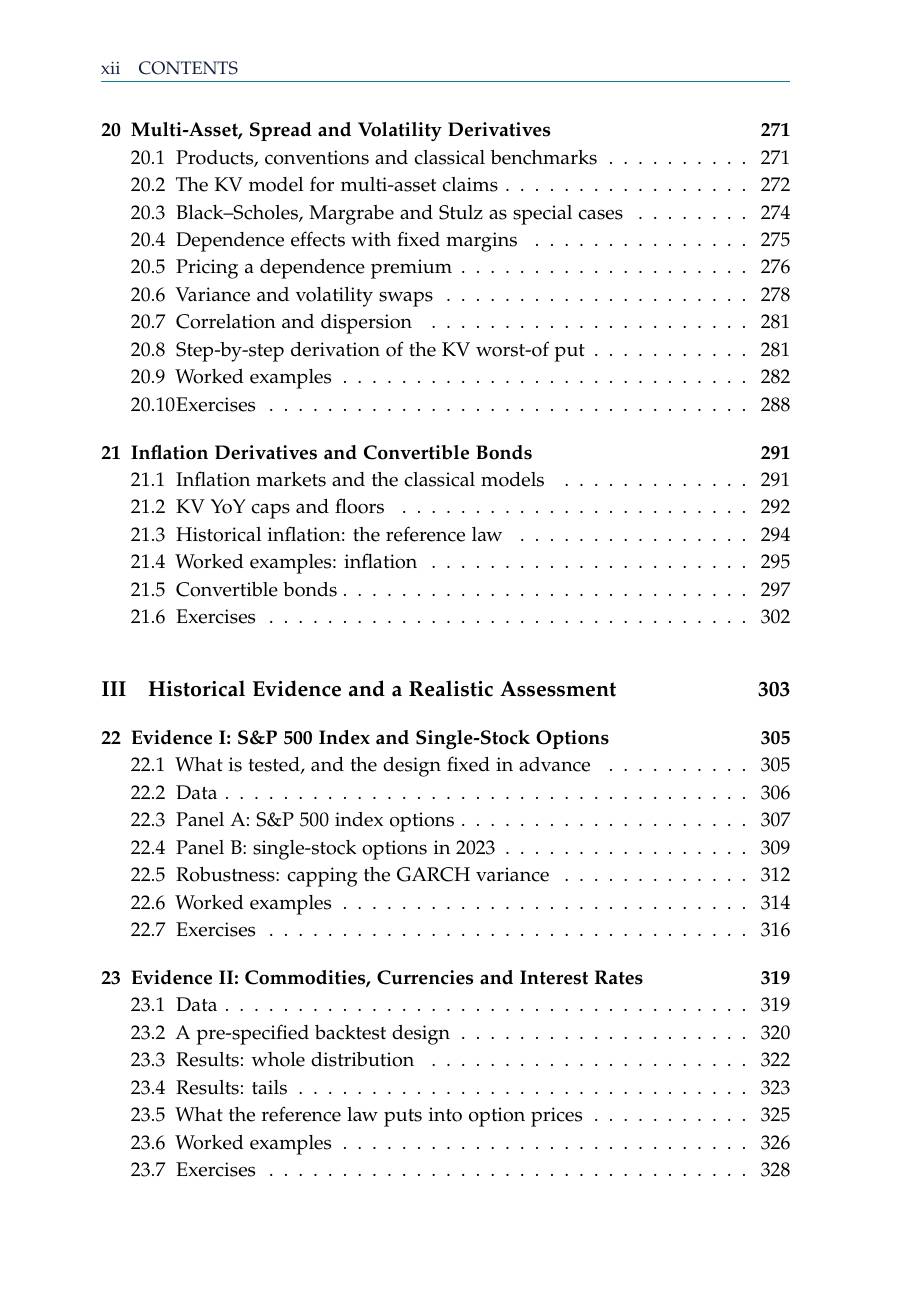 xii CONTENTS
20 Multi-Asset, Spread and Volatility Derivatives 271
20.1 Products, conventions and classical benchmarks . . . . . . . . . . 271
20.2 The KV model for multi-asset claims . . . . . . . . . . . . . . . . . 272
20.3 Black–Scholes, Margrabe and Stulz as special cases . . . . . . . . 274
20.4 Dependence effects with fixed margins . . . . . . . . . . . . . . . 275
20.5 Pricing a dependence premium . . . . . . . . . . . . . . . . . . . . 276
20.6 Variance and volatility swaps . . . . . . . . . . . . . . . . . . . . . 278
20.7 Correlation and dispersion . . . . . . . . . . . . . . . . . . . . . . 281
20.8 Step-by-step derivation of the KV worst-of put . . . . . . . . . . . 281
20.9 Worked examples . . . . . . . . . . . . . . . . . . . . . . . . . . . . 282
20.10Exercises . . . . . . . . . . . . . . . . . . . . . . . . . . . . . . . . . 288
21 Inflation Derivatives and Convertible Bonds 291
21.1 Inflation markets and the classical models . . . . . . . . . . . . . 291
21.2 KV YoY caps and floors . . . . . . . . . . . . . . . . . . . . . . . . 292
21.3 Historical inflation: the reference law . . . . . . . . . . . . . . . . 294
21.4 Worked examples: inflation . . . . . . . . . . . . . . . . . . . . . . 295
21.5 Convertible bonds . . . . . . . . . . . . . . . . . . . . . . . . . . . . 297
21.6 Exercises . . . . . . . . . . . . . . . . . . . . . . . . . . . . . . . . . 302
III Historical Evidence and a Realistic Assessment 303
22 Evidence I: S&P 500 Index and Single-Stock Options 305
22.1 What is tested, and the design fixed in advance . . . . . . . . . . 305
22.2 Data . . . . . . . . . . . . . . . . . . . . . . . . . . . . . . . . . . . . 306
22.3 Panel A: S&P 500 index options . . . . . . . . . . . . . . . . . . . . 307
22.4 Panel B: single-stock options in 2023 . . . . . . . . . . . . . . . . . 309
22.5 Robustness: capping the GARCH variance . . . . . . . . . . . . . 312
22.6 Worked examples . . . . . . . . . . . . . . . . . . . . . . . . . . . . 314
22.7 Exercises . . . . . . . . . . . . . . . . . . . . . . . . . . . . . . . . . 316
23 Evidence II: Commodities, Currencies and Interest Rates 319
23.1 Data . . . . . . . . . . . . . . . . . . . . . . . . . . . . . . . . . . . . 319
23.2 A pre-specified backtest design . . . . . . . . . . . . . . . . . . . . 320
23.3 Results: whole distribution . . . . . . . . . . . . . . . . . . . . . . 322
23.4 Results: tails . . . . . . . . . . . . . . . . . . . . . . . . . . . . . . . 323
23.5 What the reference law puts into option prices . . . . . . . . . . . 325
23.6 Worked examples . . . . . . . . . . . . . . . . . . . . . . . . . . . . 326
23.7 Exercises . . . . . . . . . . . . . . . . . . . . . . . . . . . . . . . . . 328